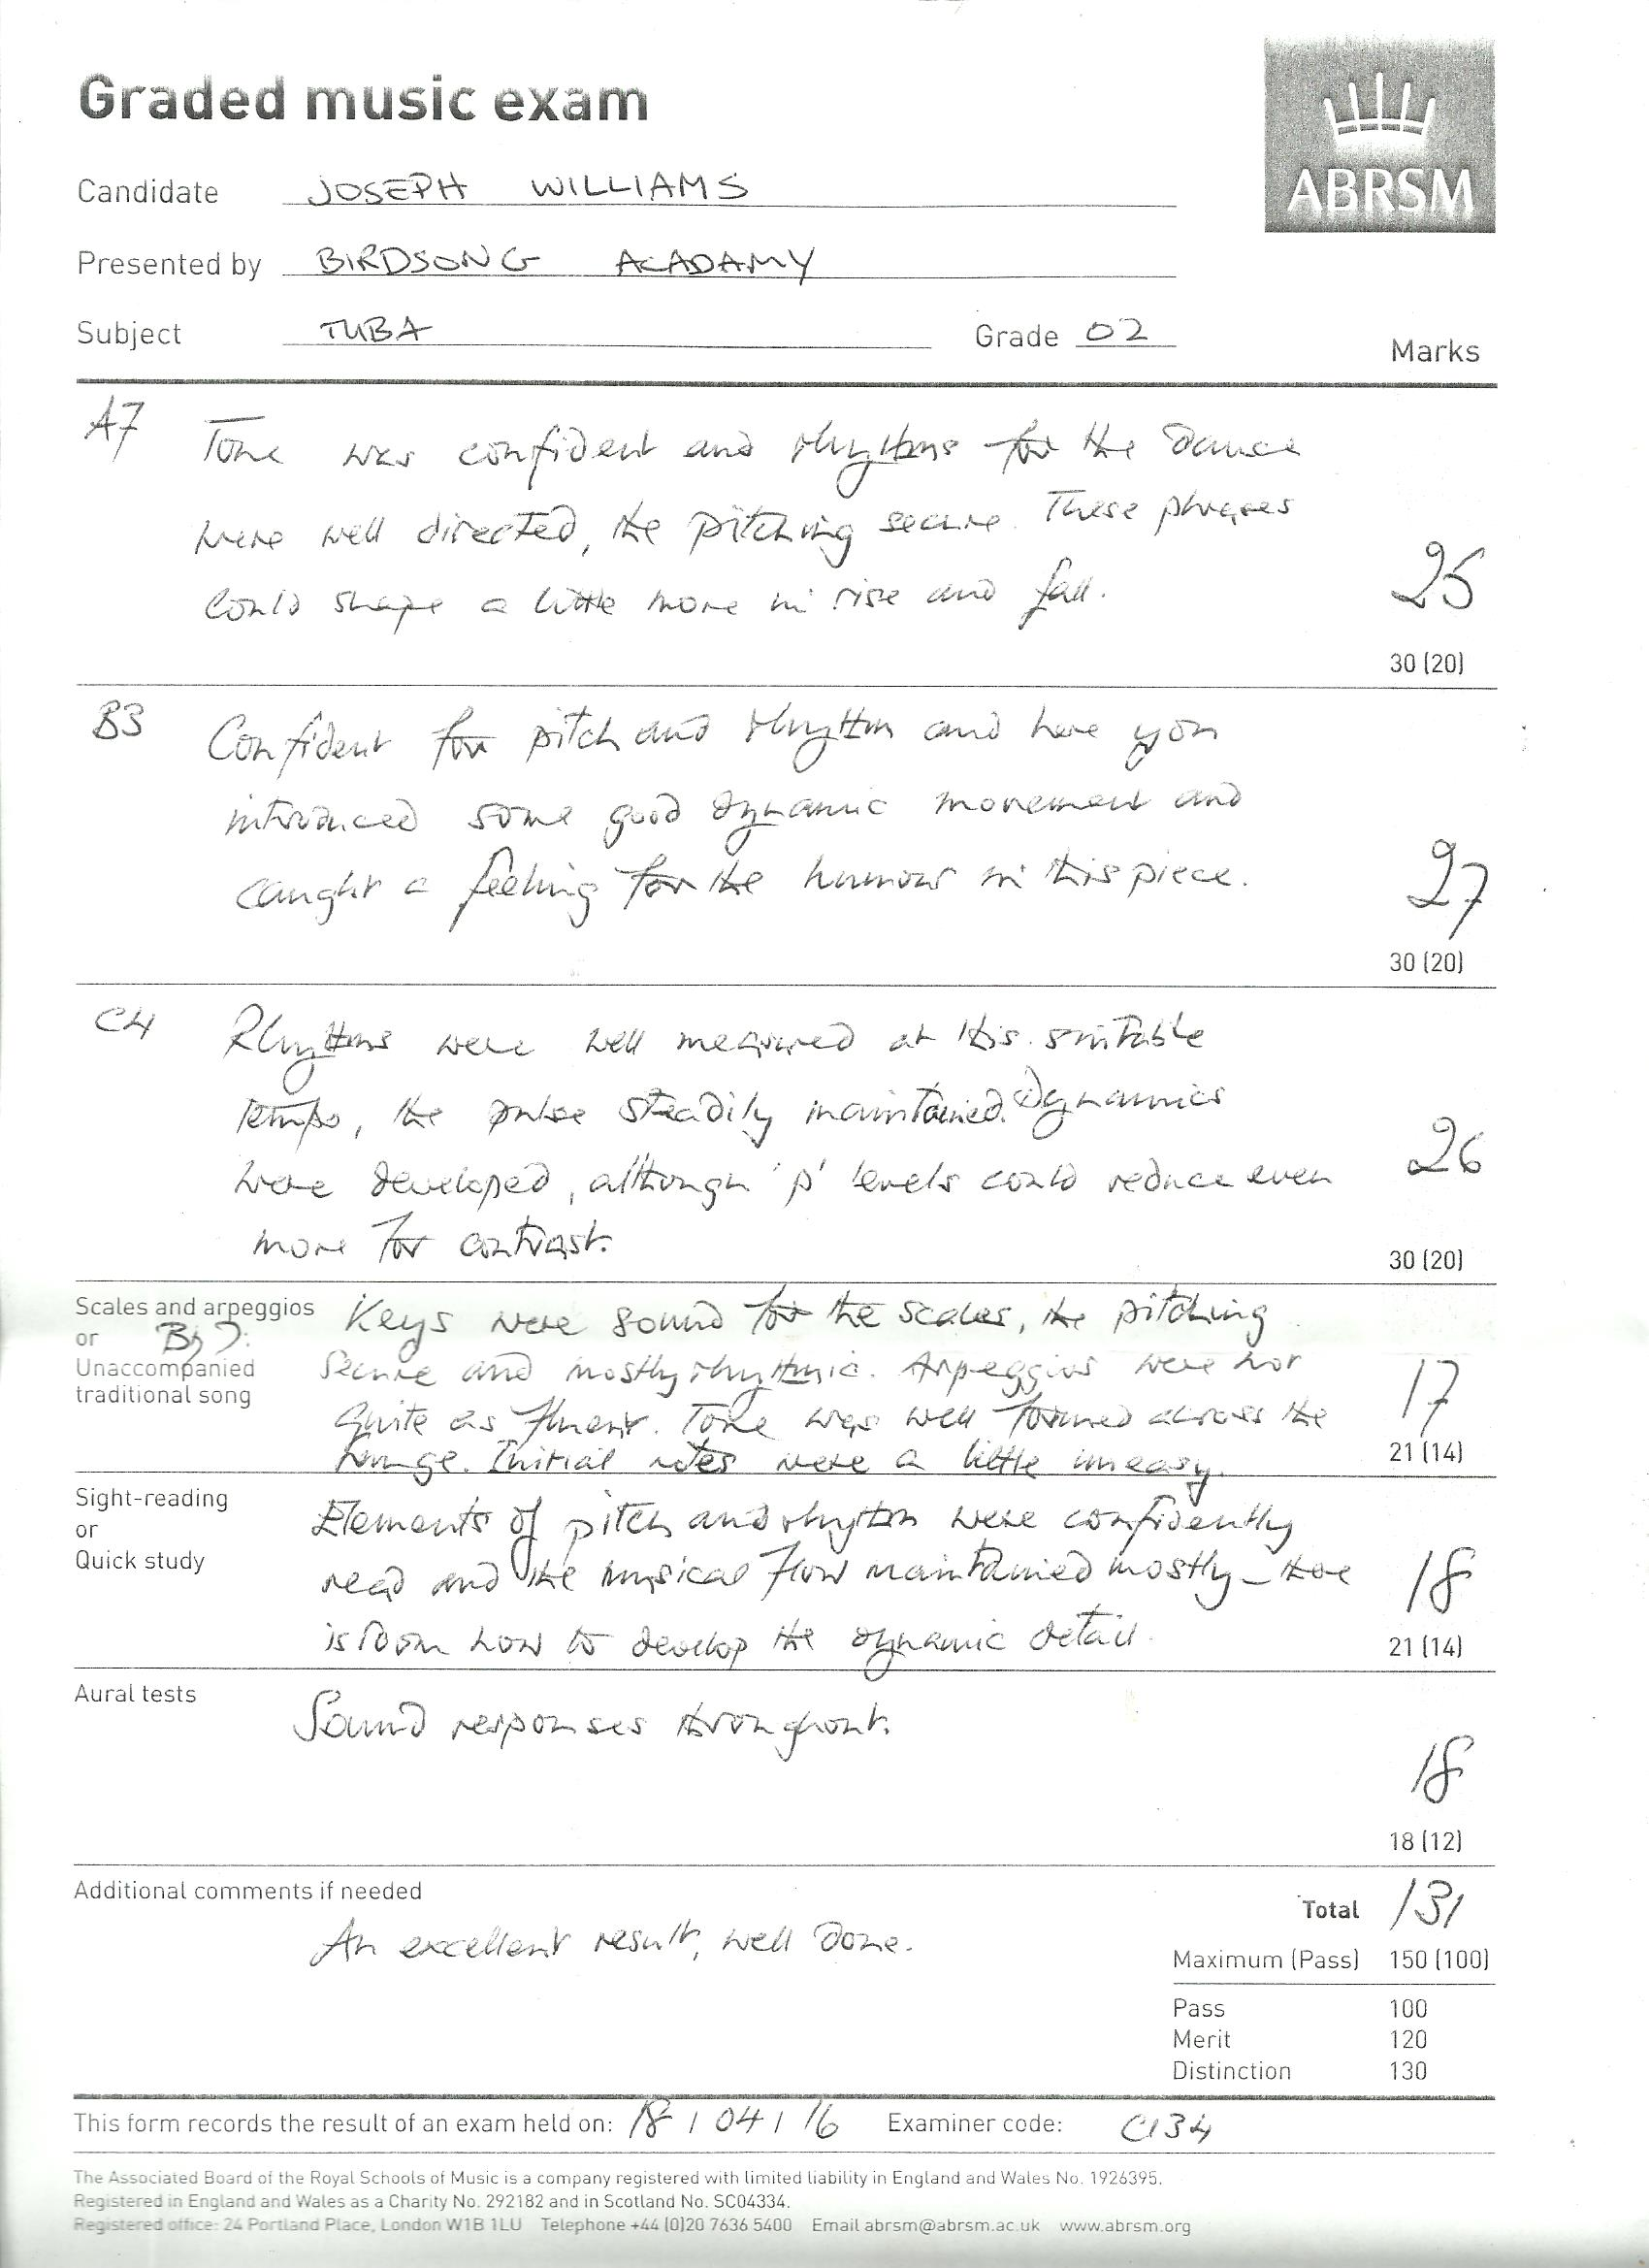 Graded music exam
ABRSM
Candidate JOSEPH WILLIAMS
Presented by BIRDSONG ACADAMY
Subject TUBA Grade 02 Marks
A7 Tone was confident and rhythms for the dance
were well directed, the pitching secure. These phrases
could shape a little more in rise and fall. 25
30 (20)
B3 Confident for pitch and rhythm and here you
introduced some good dynamic movement and
caught a feeling for the humour in this piece. 27
30 (20)
C4 Rhythms were well measured at this suitable
tempo, the pulse steadily maintained. Dynamics
were developed, although 'p' levels could reduce even 26
more for contrast.
30 (20)
Scales and arpeggios Keys were sound for the scales, the pitching
or
Unaccompanied secure and mostly rhythmic. Arpeggios were not 17
traditional song quite as fluent. Tone was well formed across the
range. Initial notes were a little uneasy. 21 (14)
Sight-reading Elements of pitch and rhythm were confidently
or
Quick study read and the musical flow maintained mostly – there 18
is room now to develop the dynamic detail. 21 (14)
Aural tests Sound responses throughout.
18
18 (12)
Additional comments if needed Total 131
An excellent result, well done.
Maximum (Pass) 150 (100)
Pass 100
Merit 120
Distinction 130
This form records the result of an exam held on: 18 / 04 / 16 Examiner code: C134
The Associated Board of the Royal Schools of Music is a company registered with limited liability in England and Wales No. 1926395.
Registered in England and Wales as a Charity No. 292182 and in Scotland No. SC04334.
Registered office: 24 Portland Place, London W1B 1LU Telephone +44 (0)20 7636 5400 Email abrsm@abrsm.ac.uk www.abrsm.org